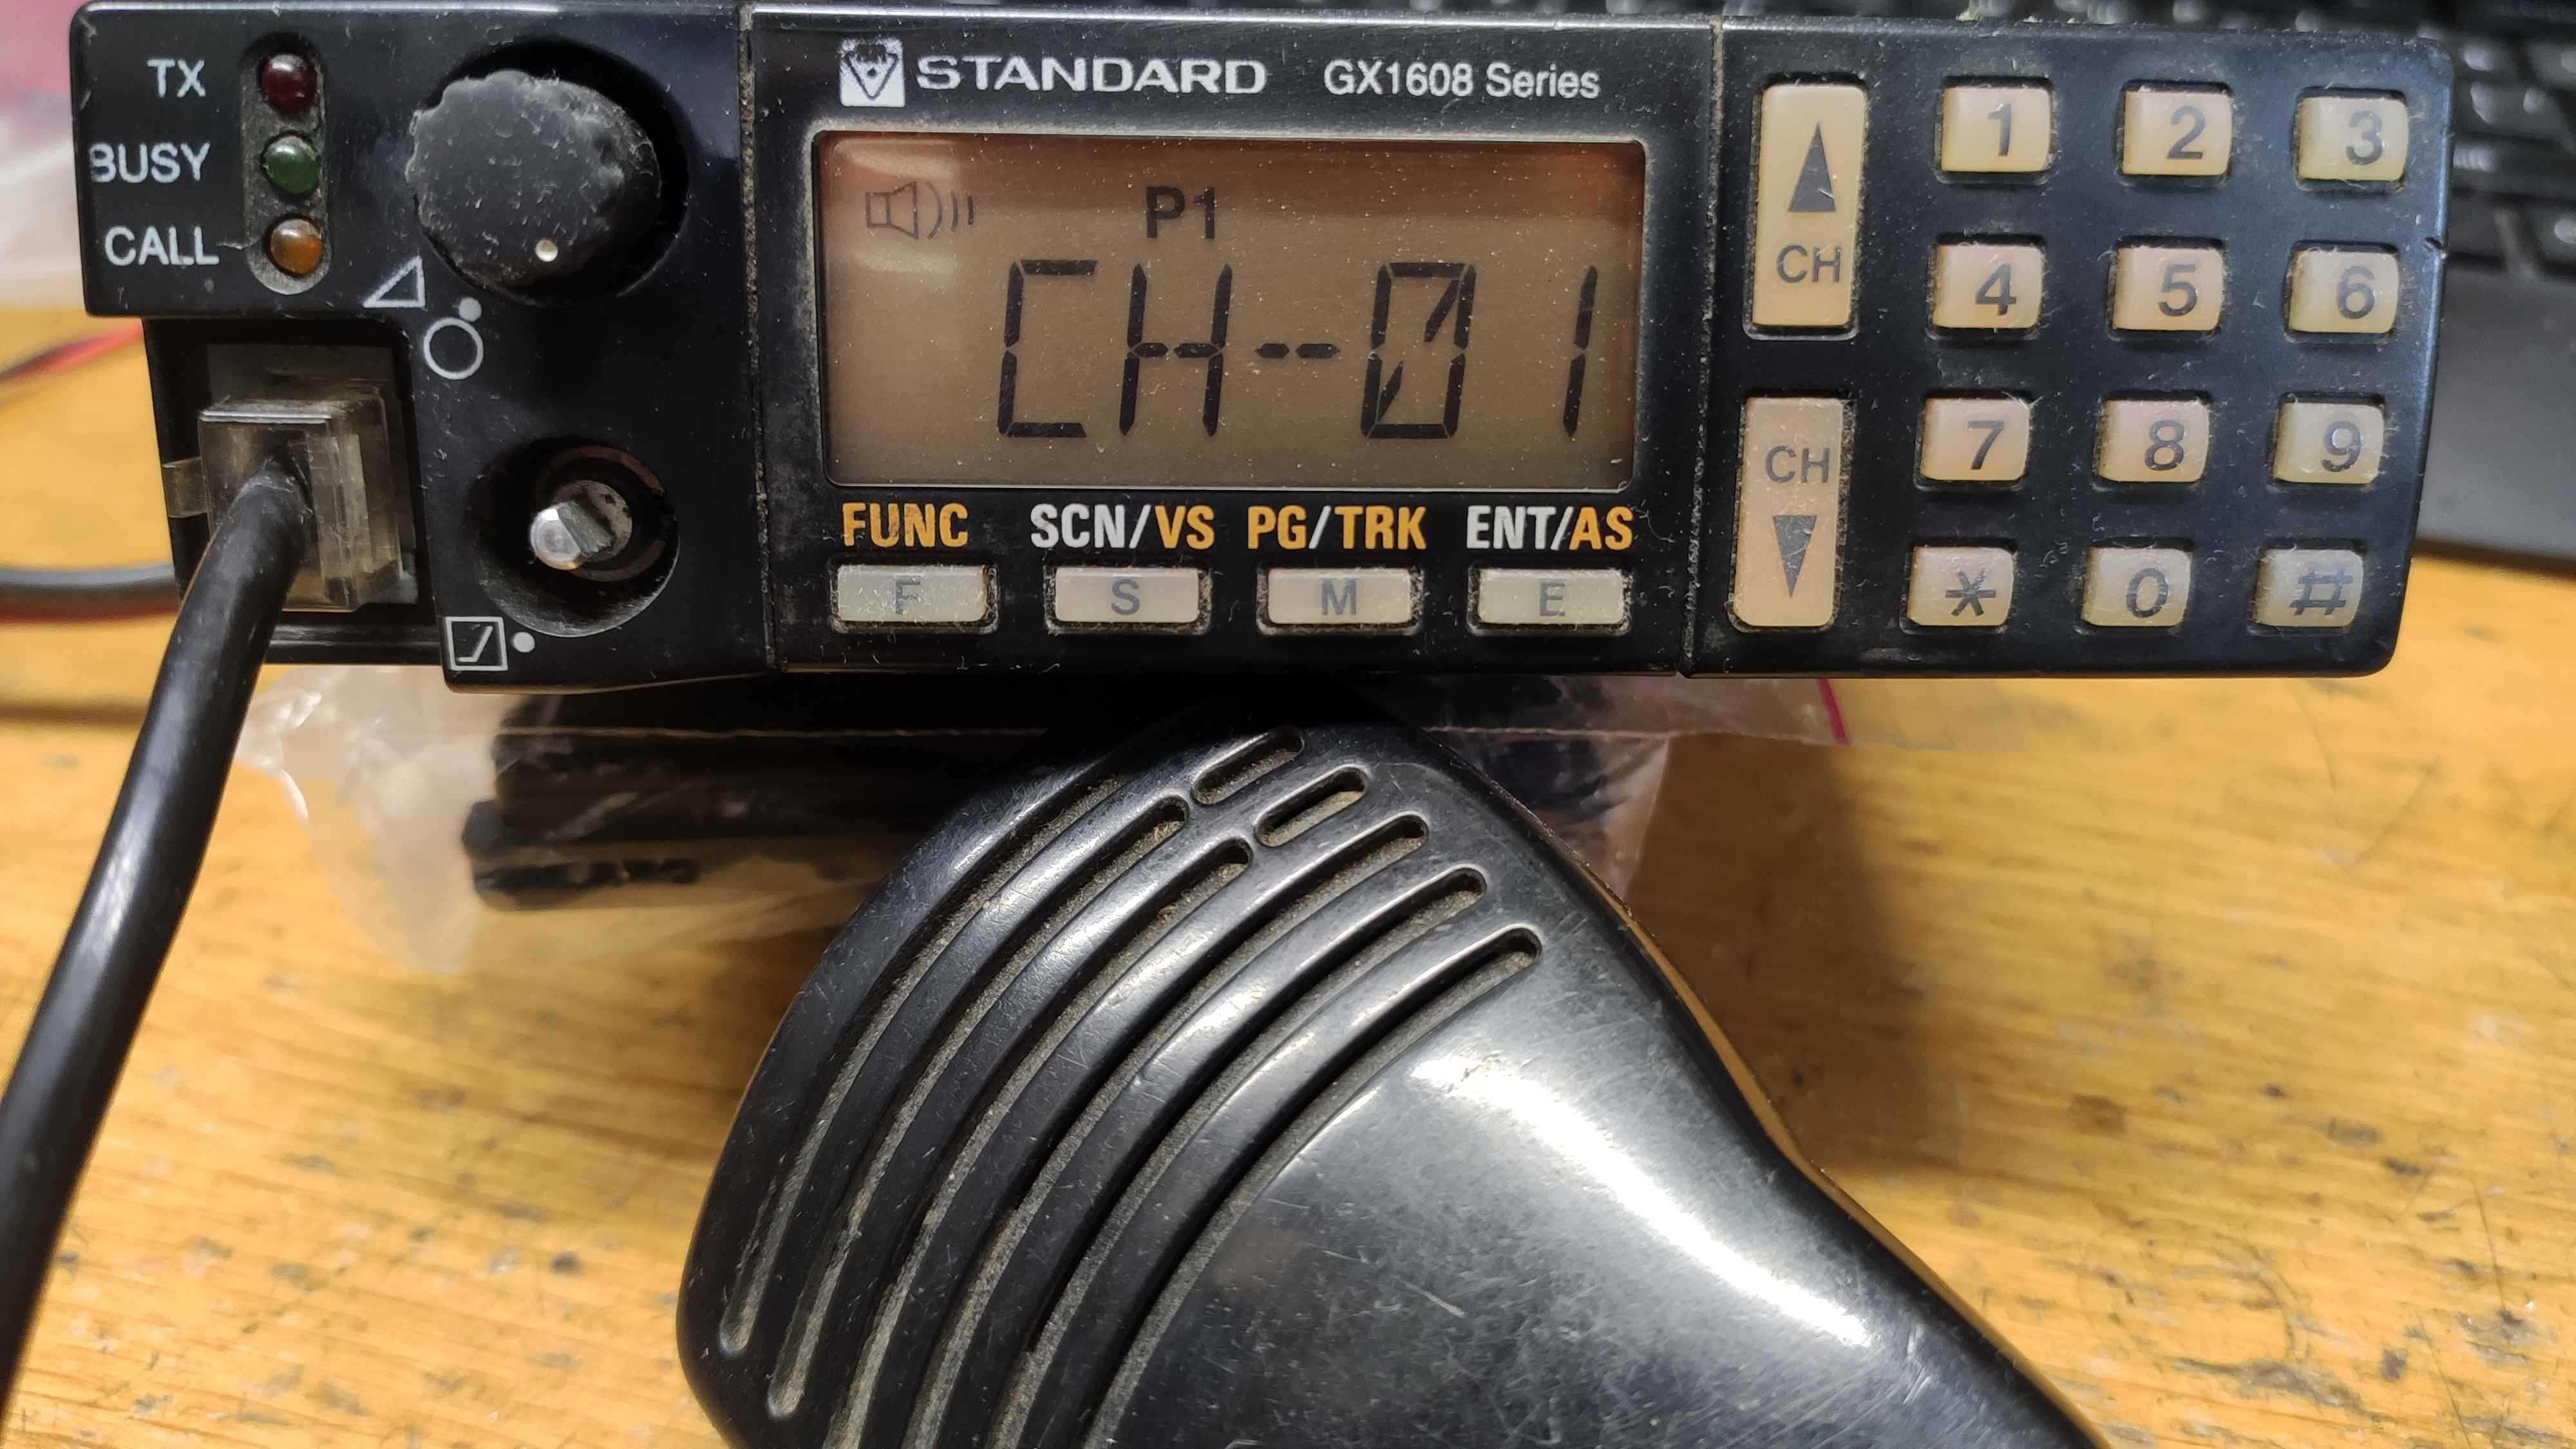 TX
BUSY
CALL
STANDARD GX1608 Series
P1
CH-01
FUNC SCN/VS PG/TRK ENT/AS
F S M E
CH
CH
1 2 3
4 5 6
7 8 9
* 0 #